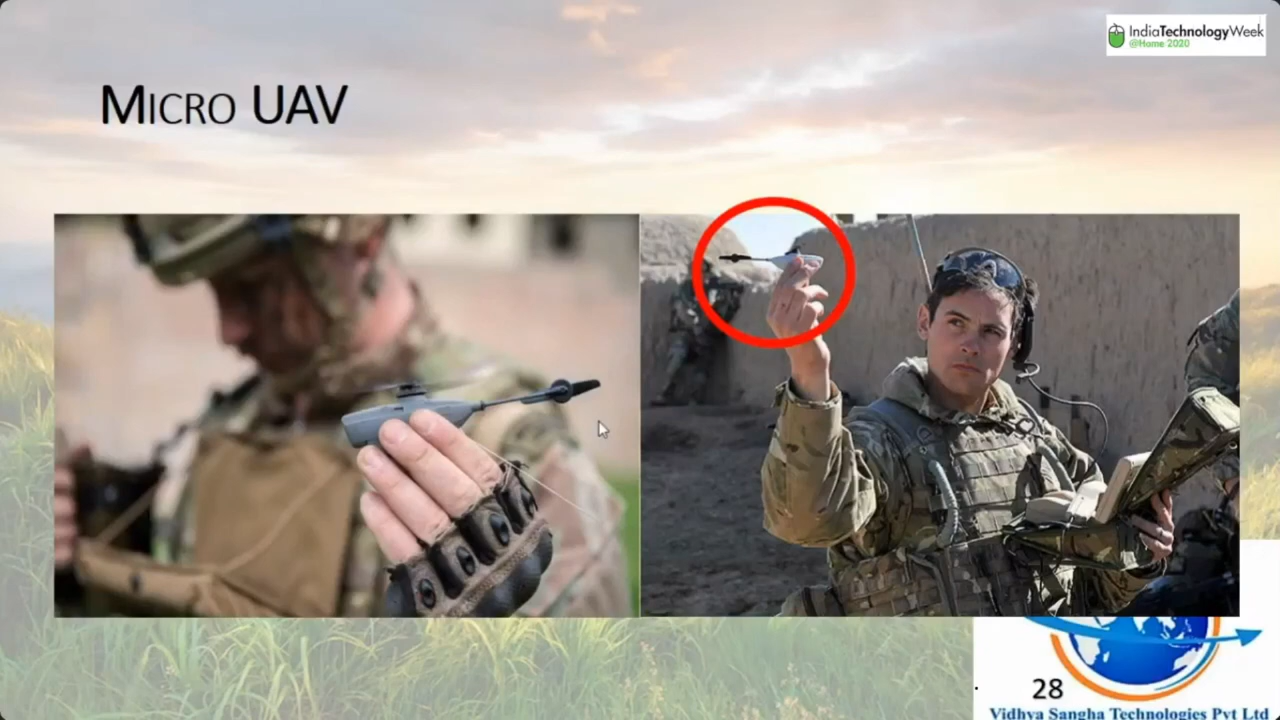 IndiaTechnologyWeek
@Home 2020
MICRO UAV
28
Vidhya Sangha Technologies Pvt Ltd